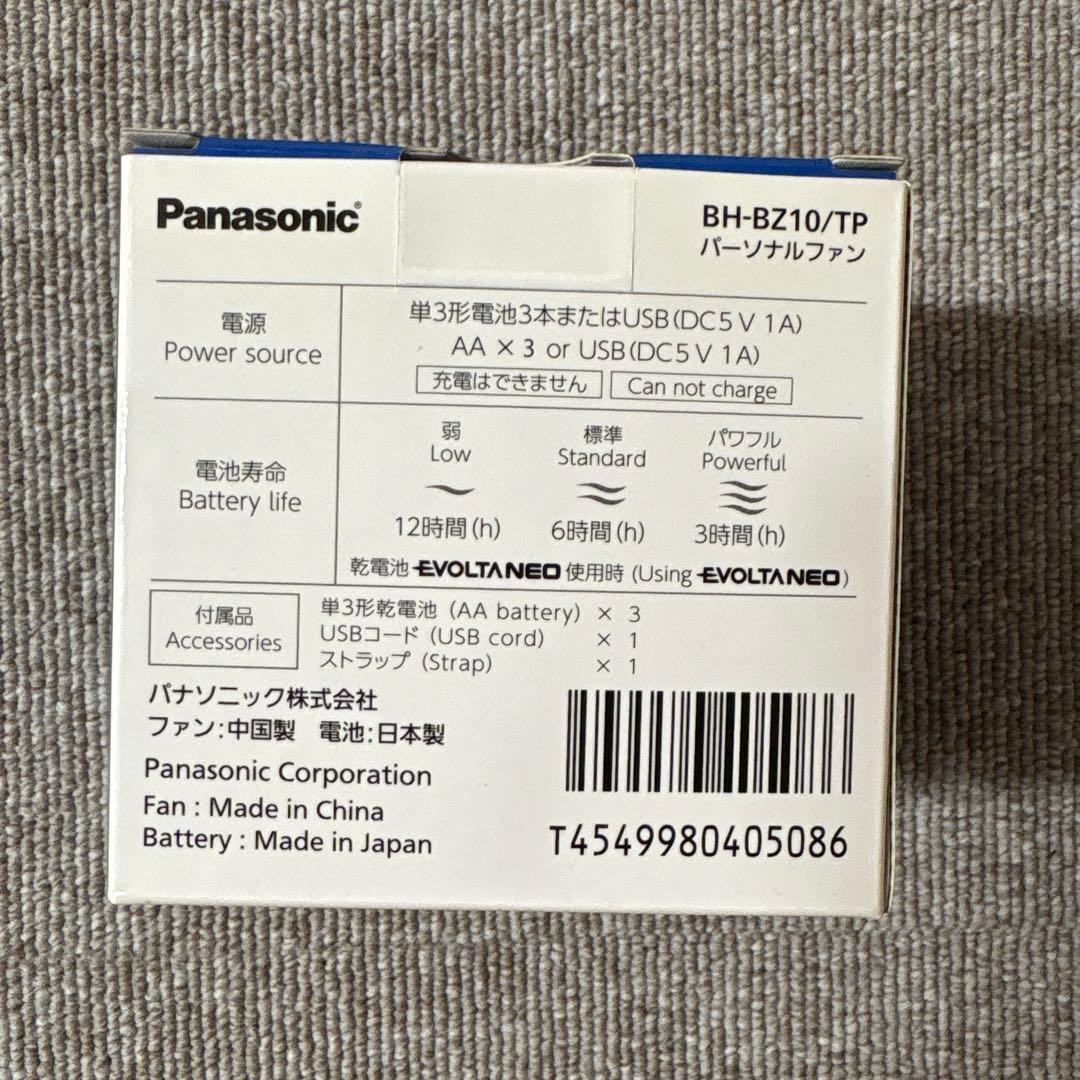 Panasonic®
BH-BZ10/TP
パーソナルファン
電源
Power source
単3形電池3本またはUSB(DC5V 1A)
AA × 3 or USB(DC5V 1A)
充電はできません Can not charge
電池寿命
Battery life
弱 標準 パワフル
Low Standard Powerful
12時間(h) 6時間(h) 3時間(h)
乾電池 EVOLTA NEO 使用時 (Using EVOLTA NEO)
付属品
Accessories
単3形乾電池 (AA battery) × 3
USBコード (USB cord) × 1
ストラップ (Strap) × 1
パナソニック株式会社
ファン:中国製 電池:日本製
Panasonic Corporation
Fan : Made in China
Battery : Made in Japan
T4549980405086